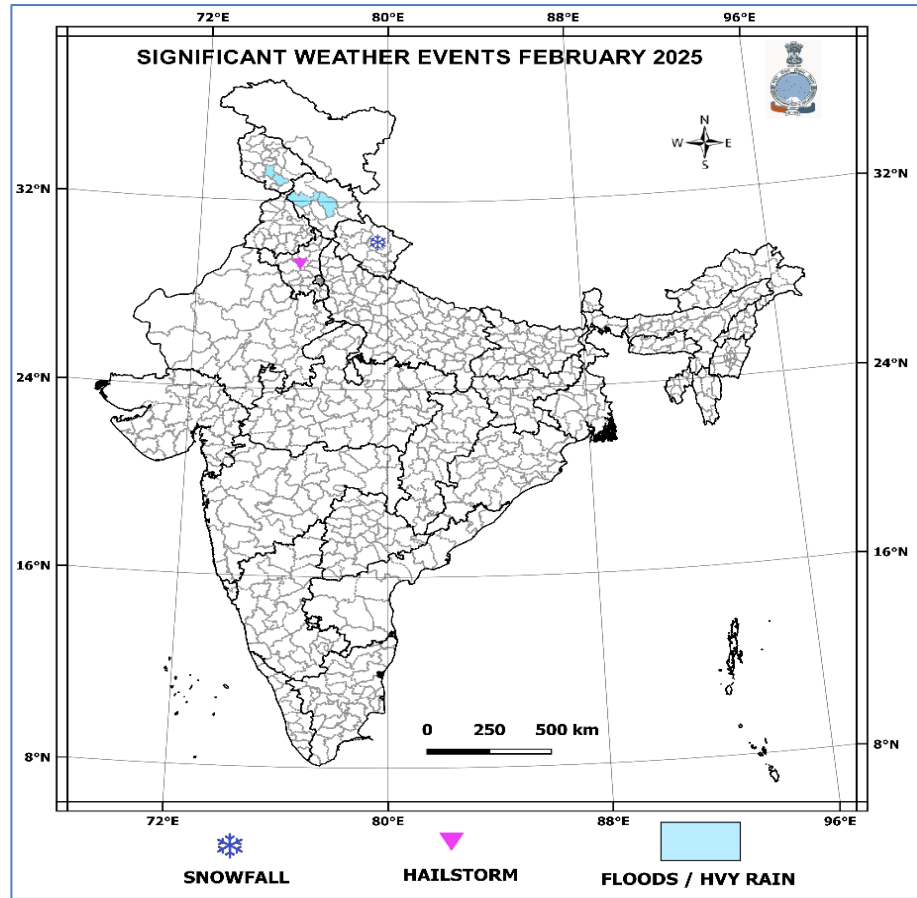 72°E 80°E 88°E 96°E
SIGNIFICANT WEATHER EVENTS FEBRUARY 2025
N
W E
S
32°N 32°N
24°N 24°N
16°N 16°N
0 250 500 km
8°N 8°N
72°E 80°E 88°E 96°E
SNOWFALL HAILSTORM FLOODS / HVY RAIN